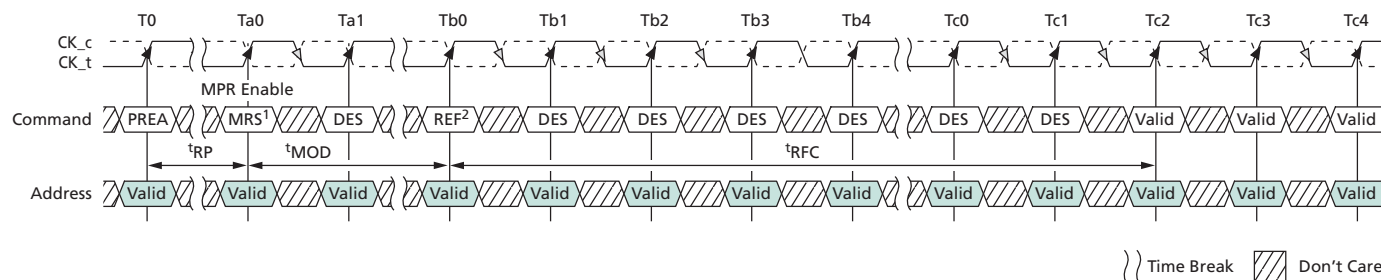 T0 Ta0 Ta1 Tb0 Tb1 Tb2 Tb3 Tb4 Tc0 Tc1 Tc2 Tc3 Tc4
CK_c
CK_t
MPR Enable
Command PREA MRS1 DES REF2 DES DES DES DES DES DES Valid Valid Valid
tRP tMOD tRFC
Address Valid Valid Valid Valid Valid Valid Valid Valid Valid Valid Valid Valid Valid
Time Break Don't Care